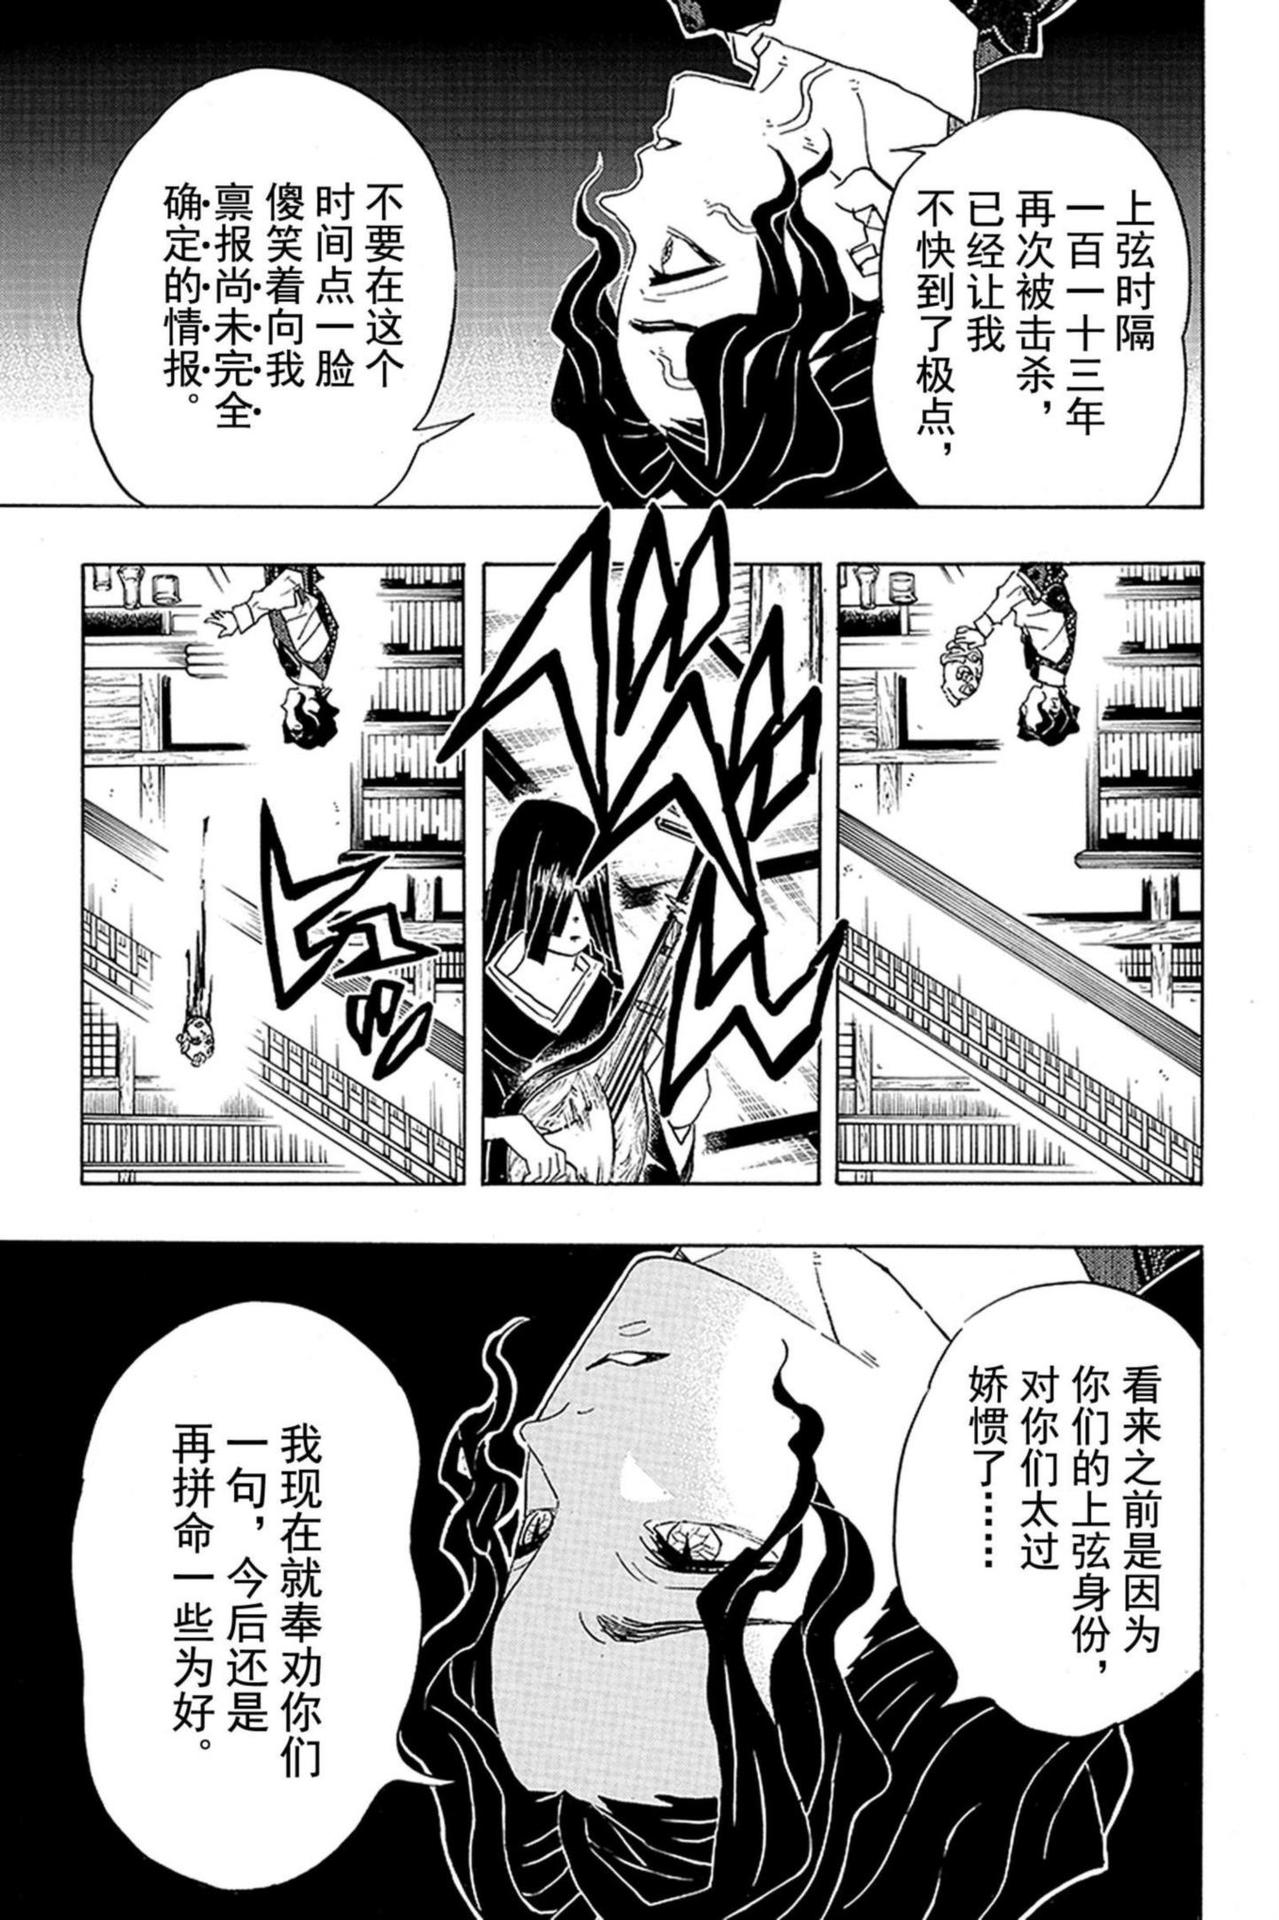 上弦时隔
一百一十三年
再次被击杀，
已经让我
不快到了极点，
不要在这个
时间点一脸
傻笑着向我
禀报尚未完全
确定的情报。
看来之前是因为
你们的上弦身份，
对你们太过
娇惯了……
我现在就奉劝你们
一句，今后还是
再拼命一些为好。